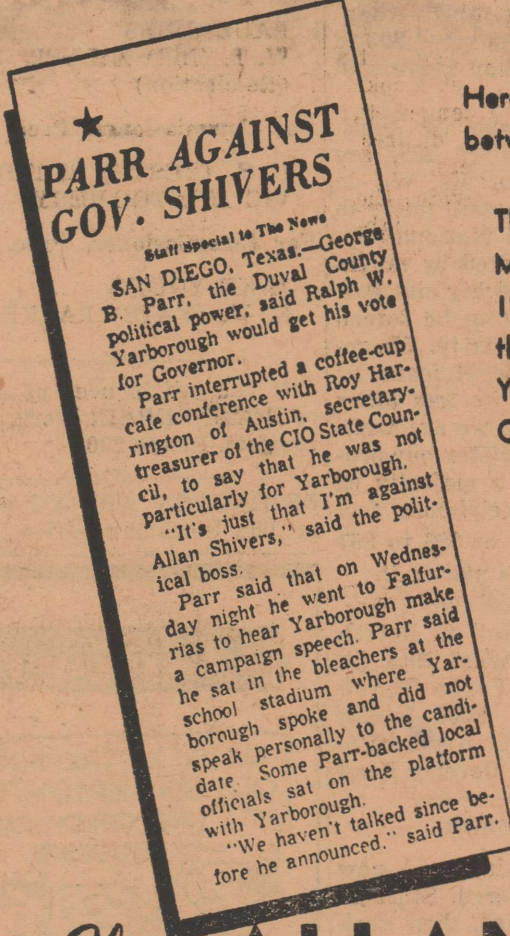 PARR AGAINST
GOV. SHIVERS
Staff Special to The News
SAN DIEGO, Texas.—George
B. Parr, the Duval County
political power, said Ralph W.
Yarborough would get his vote
for Governor.
Parr interrupted a coffee-cup
cafe conference with Roy Har-
rington of Austin, secretary-
treasurer of the CIO State Coun-
cil, to say that he was not
particularly for Yarborough.
"It's just that I'm against
Allan Shivers," said the polit-
ical boss.
Parr said that on Wednes-
day night he went to Falfur-
rias to hear Yarborough make
a campaign speech. Parr said
he sat in the bleachers at the
school stadium where Yar-
borough spoke and did not
speak personally to the candi-
date. Some Parr-backed local
officials sat on the platform
with Yarborough.
"We haven't talked since be-
fore he announced." said Parr.